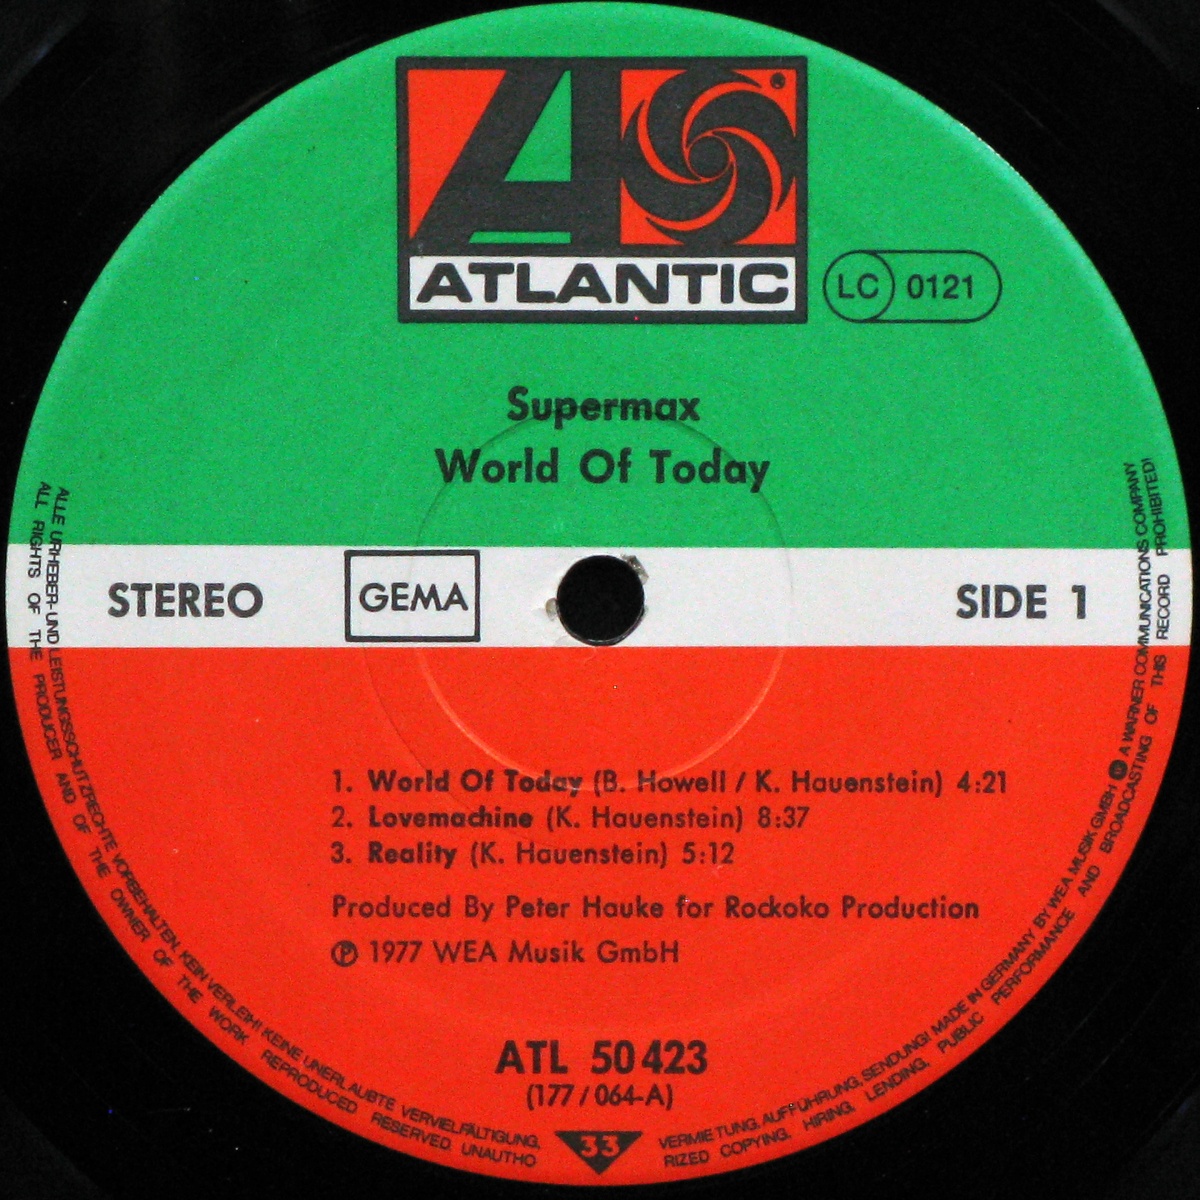 ATLANTIC
LC 0121
Supermax
World Of Today
STEREO
GEMA
SIDE 1
1. World Of Today (B. Howell / K. Hauenstein) 4:21
2. Lovemachine (K. Hauenstein) 8:37
3. Reality (K. Hauenstein) 5:12
Produced By Peter Hauke for Rockoko Production
℗ 1977 WEA Musik GmbH
ATL 50 423
(177 / 064-A)
33
ALLE URHEBER- UND LEISTUNGSSCHUTZRECHTE VORBEHALTEN. KEIN VERLEIH! KEINE UNERLAUBTE VERVIELFÄLTIGUNG, VERMIETUNG, AUFFÜHRUNG, SENDUNG! MADE IN GERMANY BY WEA MUSIK GMBH A WARNER COMMUNICATIONS COMPANY
ALL RIGHTS OF THE PRODUCER AND OF THE OWNER OF THE WORK REPRODUCED RESERVED. UNAUTHORIZED COPYING, HIRING, LENDING, PUBLIC PERFORMANCE AND BROADCASTING OF THIS RECORD PROHIBITED!